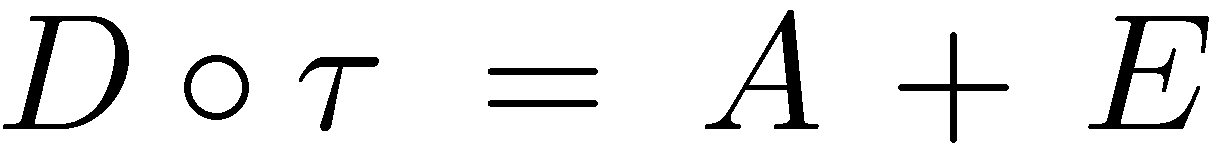 D ∘ τ = A + E